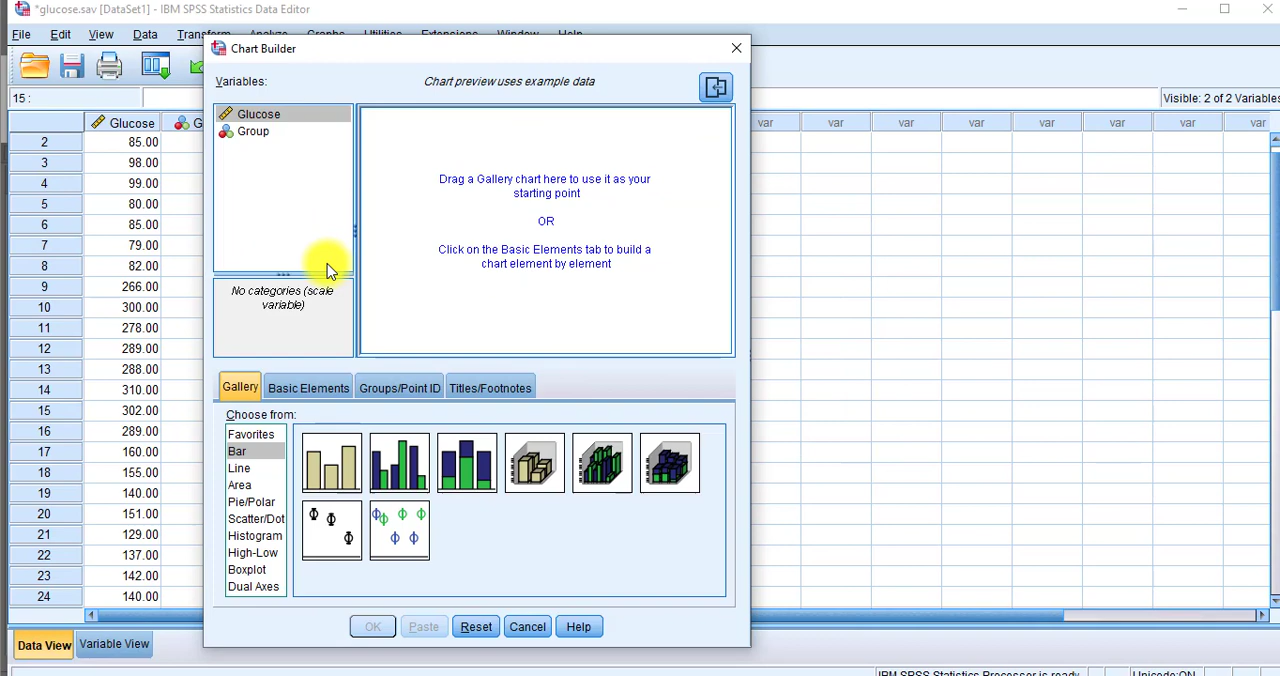 *glucose.sav [DataSet1] - IBM SPSS Statistics Data Editor
File Edit View Data Transform Analyze Graphs Utilities Extensions Window Help
Chart Builder
Variables:
Chart preview uses example data
15 :
Visible: 2 of 2 Variables
Glucose
Group
Glucose
var var var var var var var var
2 85.00
3 98.00
4 99.00
5 80.00
6 85.00
7 79.00
8 82.00
9 266.00
10 300.00
11 278.00
12 289.00
13 288.00
14 310.00
15 302.00
16 289.00
17 160.00
18 155.00
19 140.00
20 151.00
21 129.00
22 137.00
23 142.00
24 140.00
Drag a Gallery chart here to use it as your
starting point
OR
Click on the Basic Elements tab to build a
chart element by element
No categories (scale
variable)
Gallery Basic Elements Groups/Point ID Titles/Footnotes
Choose from:
Favorites
Bar
Line
Area
Pie/Polar
Scatter/Dot
Histogram
High-Low
Boxplot
Dual Axes
OK Paste Reset Cancel Help
Data View Variable View
IBM SPSS Statistics Processor is ready
Unicode:ON